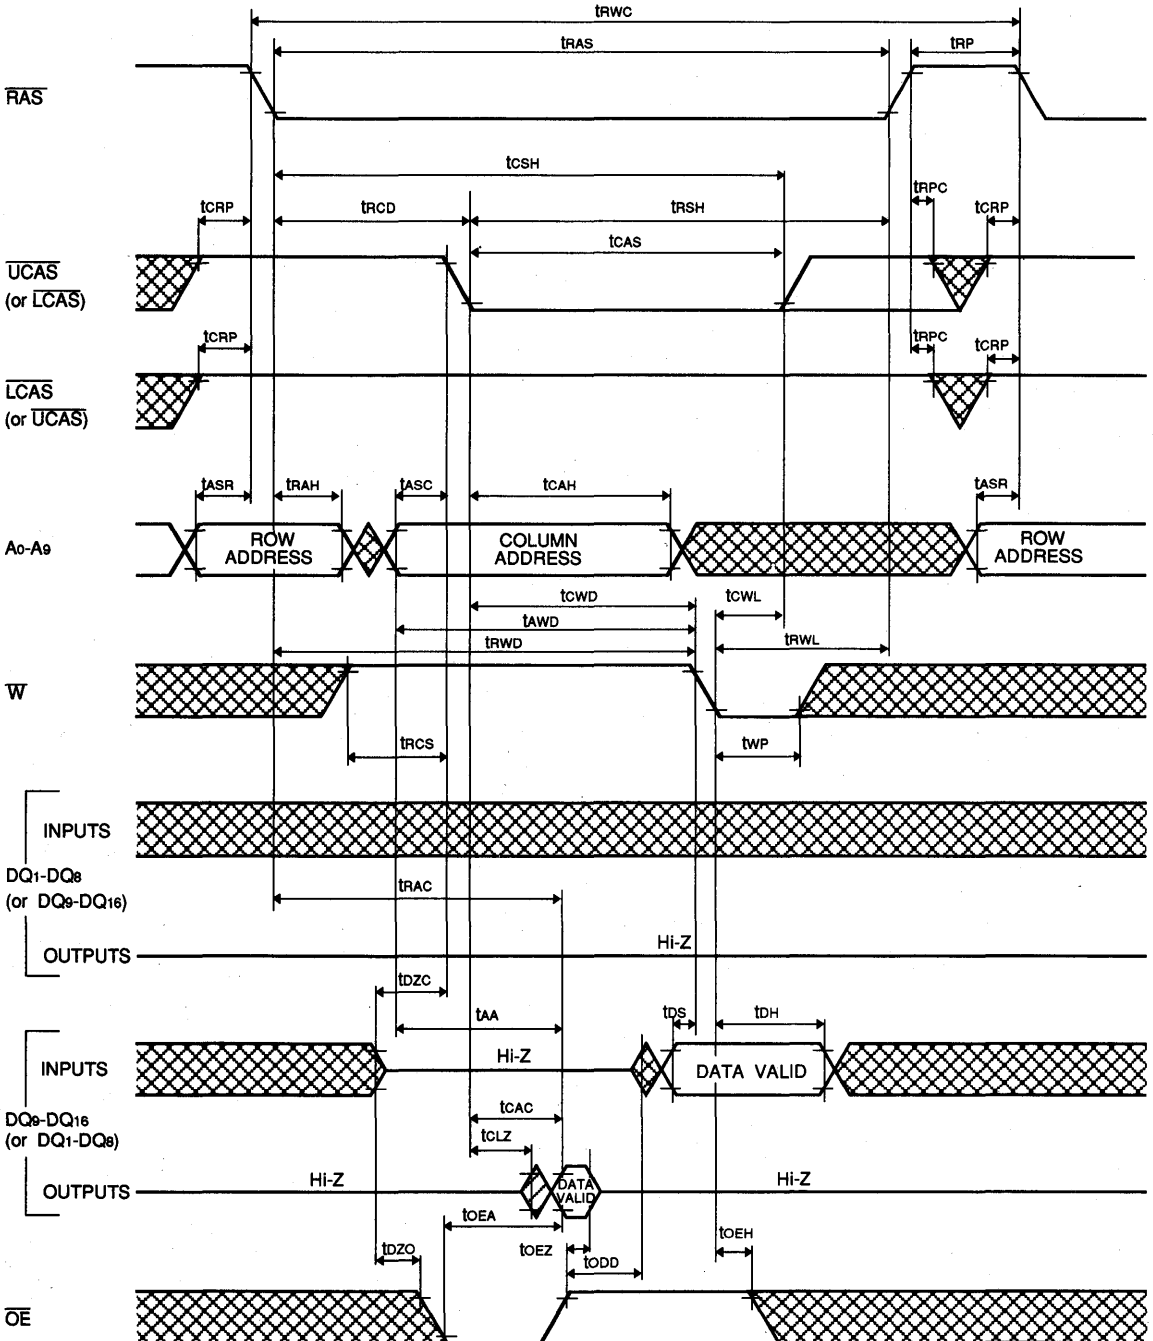 tRWC
tRAS
tRP
RAS
tCSH
tRPC
tCRP
tRCD
tRSH
tCRP
tCAS
UCAS
(or LCAS)
tCRP
tRPC
tCRP
LCAS
(or UCAS)
tASR
tRAH
tASC
tCAH
tASR
A0-A9
ROW
ADDRESS
COLUMN
ADDRESS
ROW
ADDRESS
tCWD
tCWL
tAWD
tRWD
tRWL
W
tRCS
tWP
INPUTS
DQ1-DQ8
(or DQ9-DQ16)
tRAC
OUTPUTS
Hi-Z
tDZC
tAA
tDS
tDH
INPUTS
Hi-Z
DATA VALID
DQ9-DQ16
(or DQ1-DQ8)
tCAC
tCLZ
OUTPUTS
Hi-Z
DATA
VALID
Hi-Z
tOEA
tDZO
tOEZ
tODD
tOEH
OE